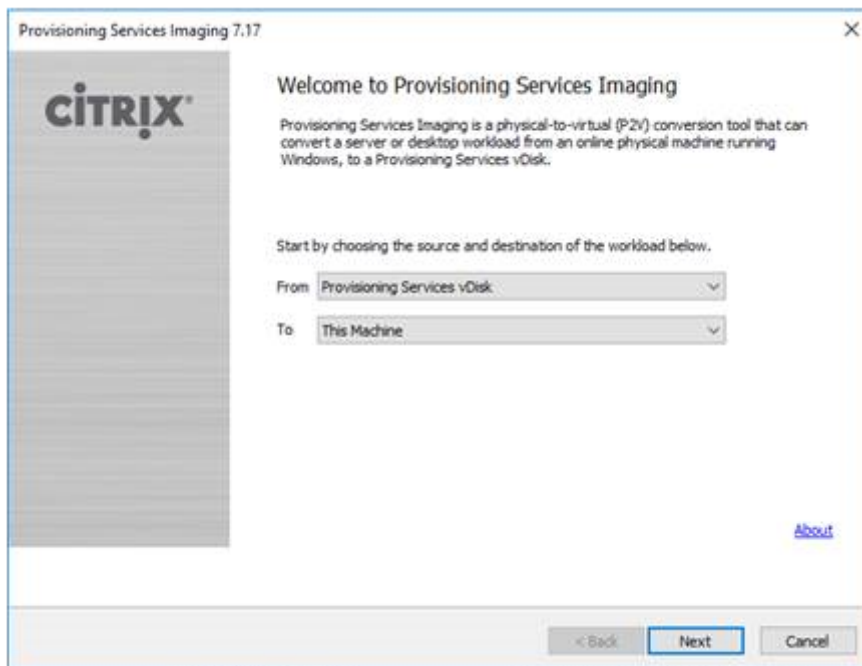 Provisioning Services Imaging 7.17
CİTRIX
Welcome to Provisioning Services Imaging
Provisioning Services Imaging is a physical-to-virtual (P2V) conversion tool that can
convert a server or desktop workload from an online physical machine running
Windows, to a Provisioning Services vDisk.
Start by choosing the source and destination of the workload below.
From Provisioning Services vDisk
To This Machine
About
< Back Next Cancel